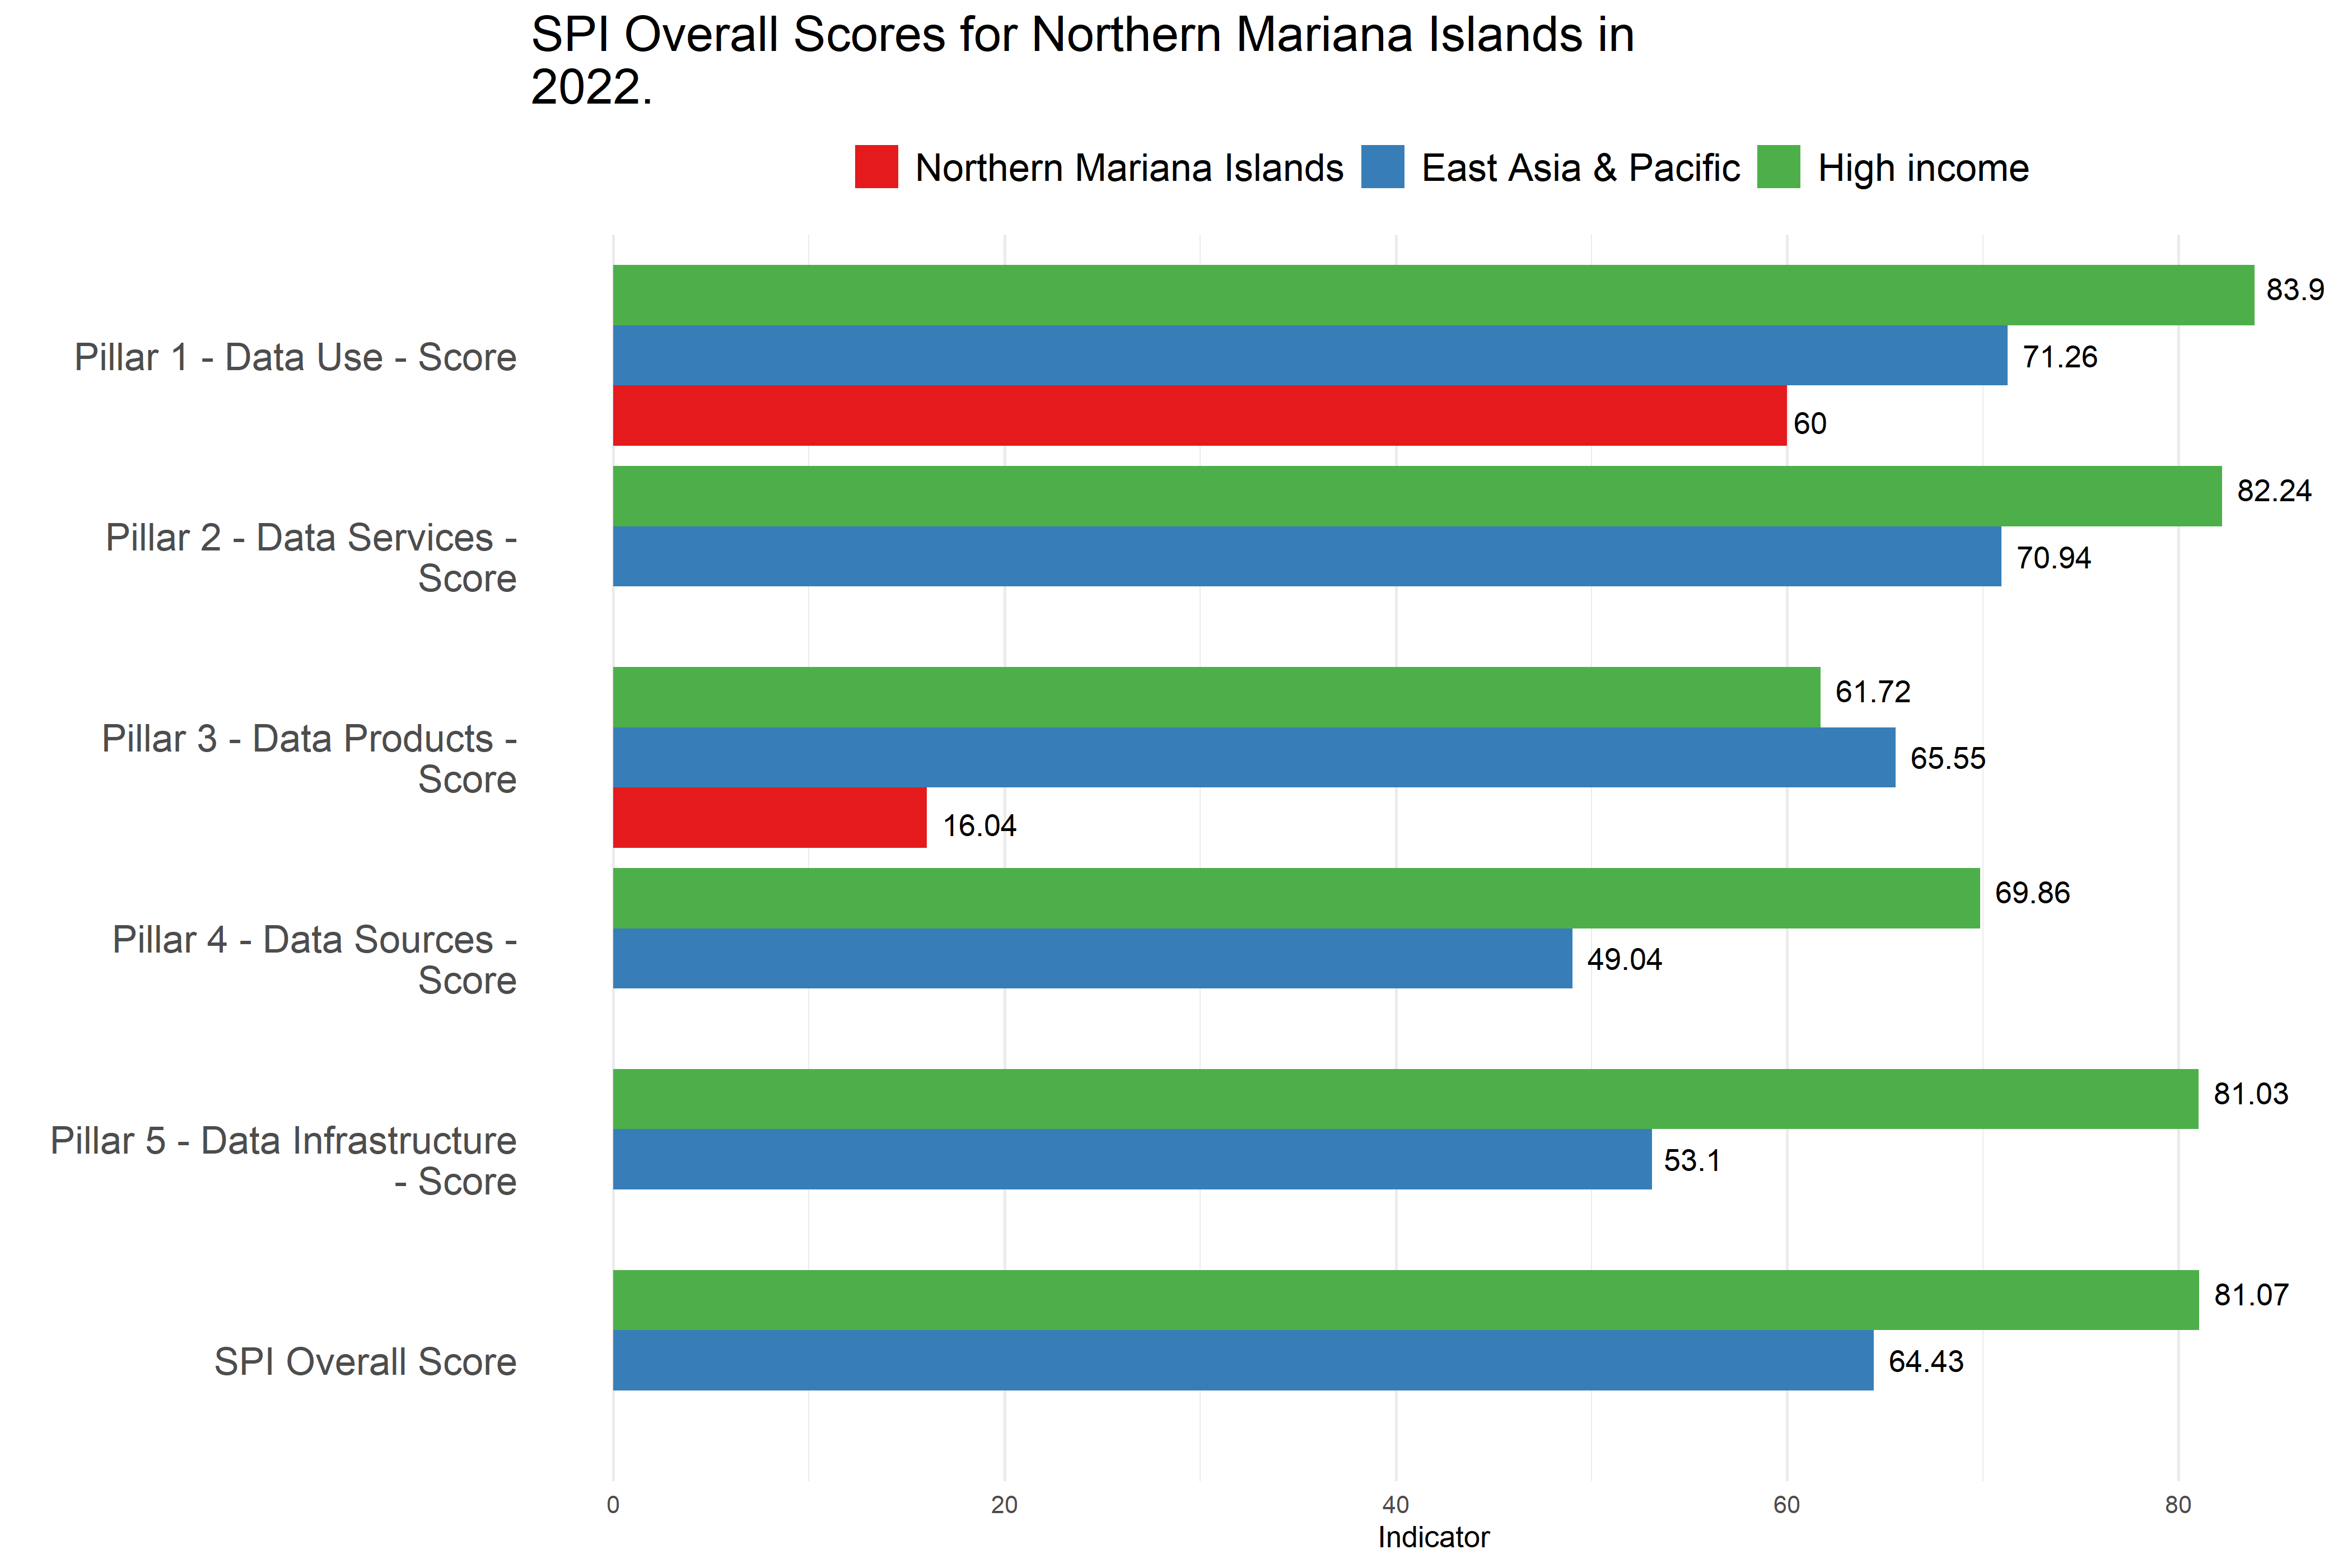 SPI Overall Scores for Northern Mariana Islands in
2022.
Northern Mariana Islands East Asia & Pacific High income
83.9
Pillar 1 - Data Use - Score
71.26
60
82.24
Pillar 2 - Data Services -
Score
70.94
61.72
Pillar 3 - Data Products -
Score
65.55
16.04
69.86
Pillar 4 - Data Sources -
Score
49.04
81.03
Pillar 5 - Data Infrastructure
- Score
53.1
81.07
SPI Overall Score
64.43
0 20 40 60 80
Indicator